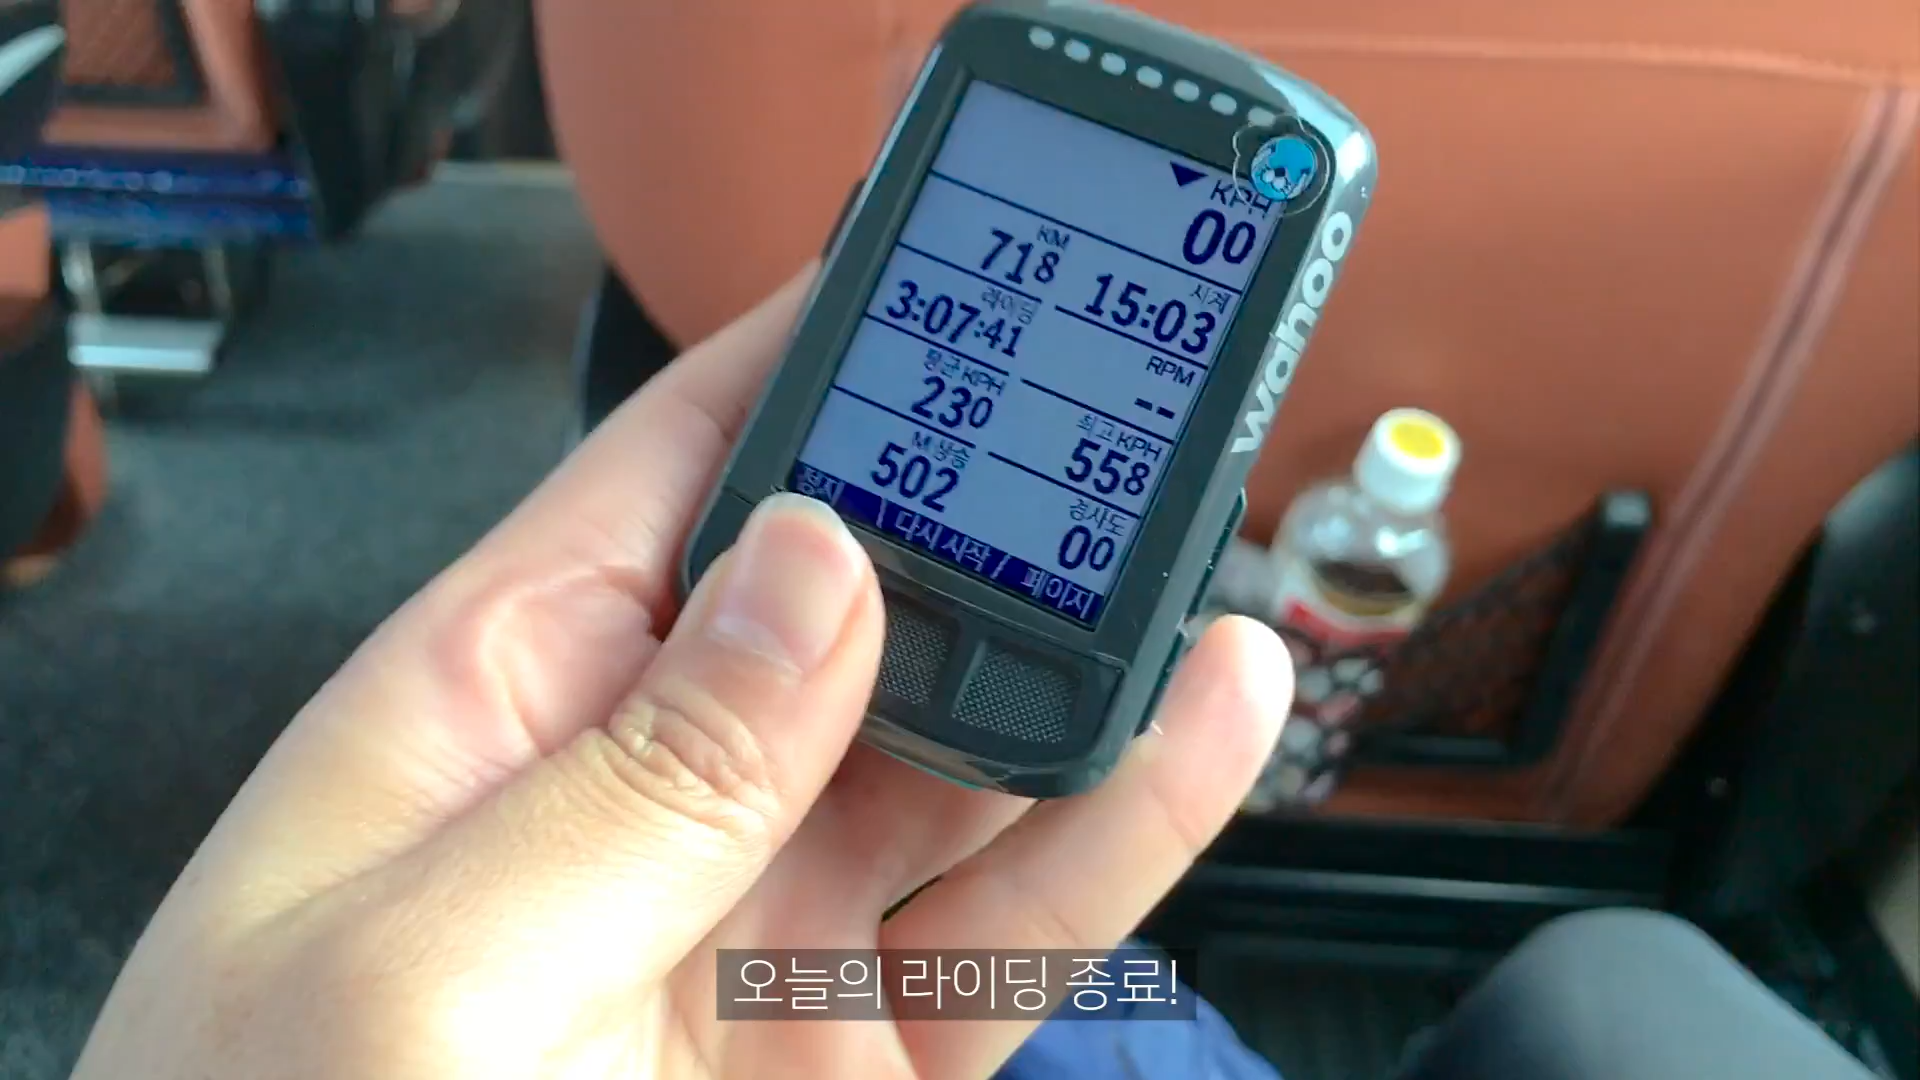 KPH
00
KM
718
시계
15:03
라이딩
3:07:41
RPM
--
평균 KPH
230
최고 KPH
558
M 상승
502
경사도
00
정지 다시 시작 페이지
wahoo
오늘의 라이딩 종료!